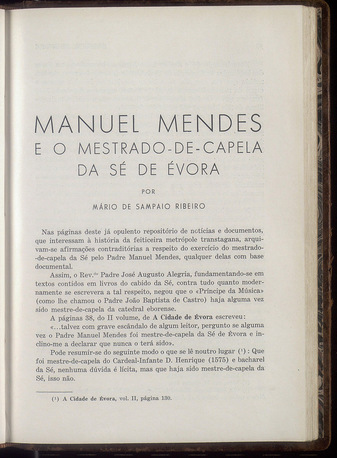 MANUEL MENDES
E O MESTRADO-DE-CAPELA
DA SÉ DE ÉVORA
POR
MÁRIO DE SAMPAIO RIBEIRO
Nas páginas deste já opulento repositório de notícias e documentos,
que interessam à história da feiticeira metrópole transtagana, arqui-
vam-se afirmações contraditórias a respeito do exercício do mestrado-
-de-capela da Sé pelo Padre Manuel Mendes, qualquer delas com base
documental.
Assim, o Rev.do Padre José Augusto Alegria, fundamentando-se em
textos contidos em livros do cabido da Sé, contra tudo quanto moder-
namente se escrevera a tal respeito, negou que o «Príncipe da Música»
(como lhe chamou o Padre João Baptista de Castro) haja alguma vez
sido mestre-de-capela da catedral eborense.
A páginas 38, do II volume, de A Cidade de Évora escreveu:
«...talvez com grave escândalo de algum leitor, pergunto se alguma
vez o Padre Manuel Mendes foi mestre-de-capela da Sé de Évora e in-
clino-me a declarar que nunca o terá sido».
Pode resumir-se do seguinte modo o que se lê noutro lugar (¹): Que
foi mestre-de-capela do Cardeal-Infante D. Henrique (1575) e bacharel
da Sé, nenhuma dúvida é lícita, mas que haja sido mestre-de-capela da
Sé, isso não.
(¹) A Cidade de Évora, vol. II, página 130.